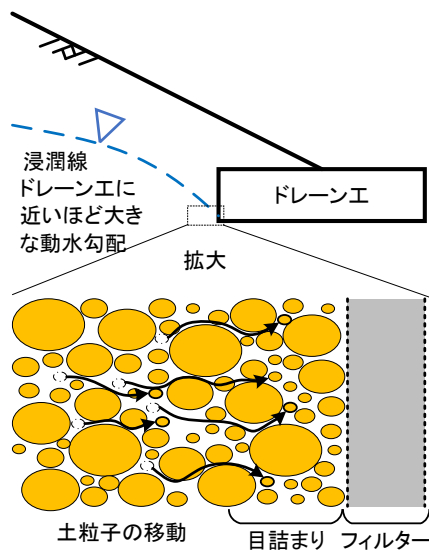 浸潤線
ドレーン工に
近いほど大き
な動水勾配
ドレーン工
拡大
土粒子の移動
目詰まり
フィルター